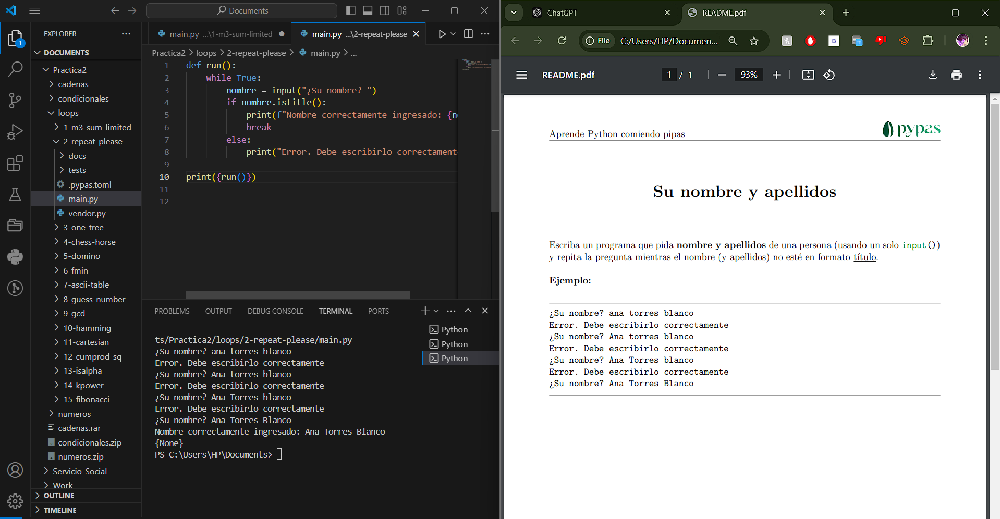 Documents
EXPLORER
DOCUMENTS
Practica2
cadenas
condicionales
loops
1-m3-sum-limited
2-repeat-please
docs
tests
.pypas.toml
main.py
vendor.py
3-one-tree
4-chess-horse
5-domino
6-fmin
7-ascii-table
8-guess-number
9-gcd
10-hamming
11-cartesian
12-cumprod-sq
13-isalpha
14-kpower
15-fibonacci
numeros
cadenas.rar
condicionales.zip
numeros.zip
Servicio-Social
Work
OUTLINE
TIMELINE
1
main.py ...\1-m3-sum-limited
main.py ...\2-repeat-please
Practica2 > loops > 2-repeat-please > main.py > ...
1 def run():
2 while True:
3 nombre = input("¿Su nombre? ")
4 if nombre.istitle():
5 print(f"Nombre correctamente ingresado: {n
6 break
7 else:
8 print("Error. Debe escribirlo correctament
9
10 print({run()})
11
12
PROBLEMS OUTPUT DEBUG CONSOLE TERMINAL PORTS
ts/Practica2/loops/2-repeat-please/main.py
¿Su nombre? ana torres blanco
Error. Debe escribirlo correctamente
¿Su nombre? Ana torres blanco
Error. Debe escribirlo correctamente
¿Su nombre? Ana Torres blanco
Error. Debe escribirlo correctamente
¿Su nombre? Ana Torres Blanco
Nombre correctamente ingresado: Ana Torres Blanco
{None}
PS C:\Users\HP\Documents>
Python
Python
Python
ChatGPT
README.pdf
File
C:/Users/HP/Documen...
README.pdf
1 / 1
93%
Aprende Python comiendo pipas
pypas
Su nombre y apellidos
Escriba un programa que pida nombre y apellidos de una persona (usando un solo input())
y repita la pregunta mientras el nombre (y apellidos) no esté en formato título.
Ejemplo:
¿Su nombre? ana torres blanco
Error. Debe escribirlo correctamente
¿Su nombre? Ana torres blanco
Error. Debe escribirlo correctamente
¿Su nombre? Ana Torres blanco
Error. Debe escribirlo correctamente
¿Su nombre? Ana Torres Blanco